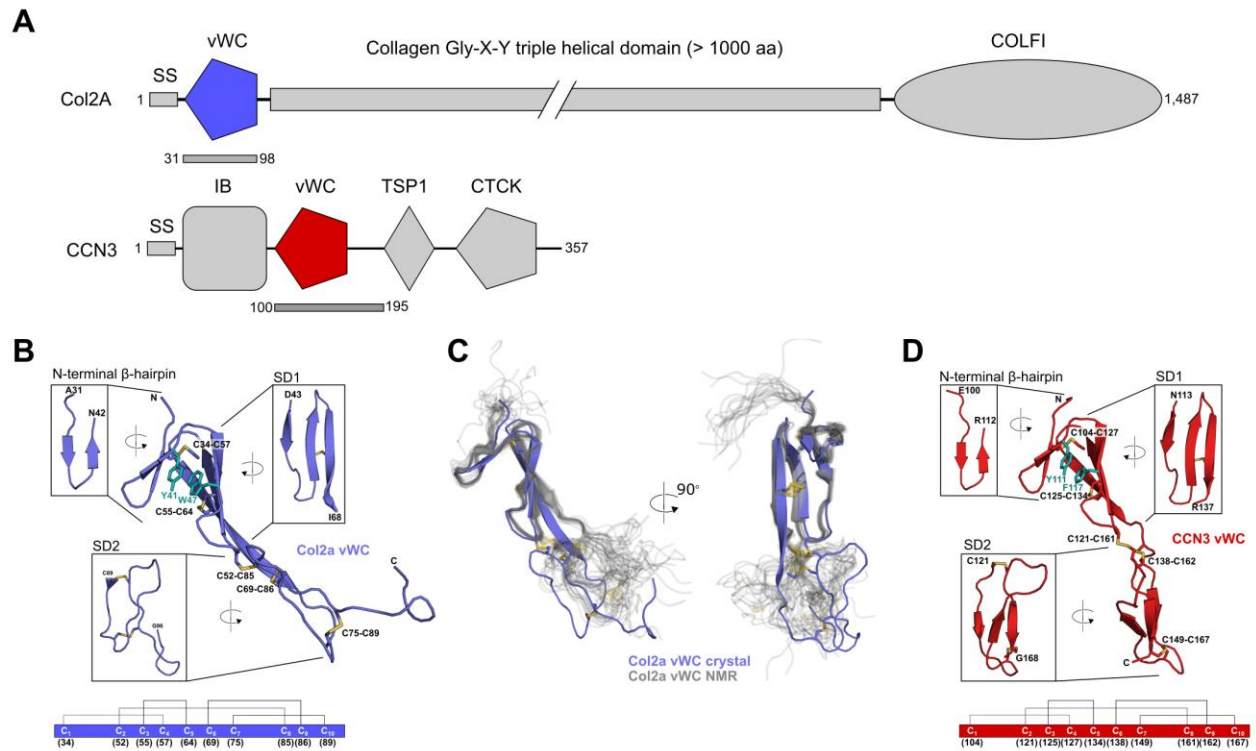 A
vWC
Collagen Gly-X-Y triple helical domain (> 1000 aa)
COLFI
SS
Col2A
1
1,487
31
98
IB
vWC
TSP1
CTCK
SS
CCN3
1
357
100
195
B
N-terminal β-hairpin
A31
N42
N
SD1
D43
I68
C34-C57
Y41
W47
C55-C64
Col2a vWC
C
SD2
C69
G96
C52-C85
C69-C86
C75-C89
C1 C2 C3 C4 C5 C6 C7 C8 C9 C10
(34) (52) (55) (57) (64) (69) (75) (85) (86) (89)
C
90°
Col2a vWC crystal
Col2a vWC NMR
D
N-terminal β-hairpin
E100
R112
N
SD1
N113
R137
C104-C127
Y111
F117
C125-C134
C121-C161
CCN3 vWC
C138-C162
SD2
C121
G168
C149-C167
C
C1 C2 C3 C4 C5 C6 C7 C8 C9 C10
(104) (121) (125) (127) (134) (138) (149) (161) (162) (167)